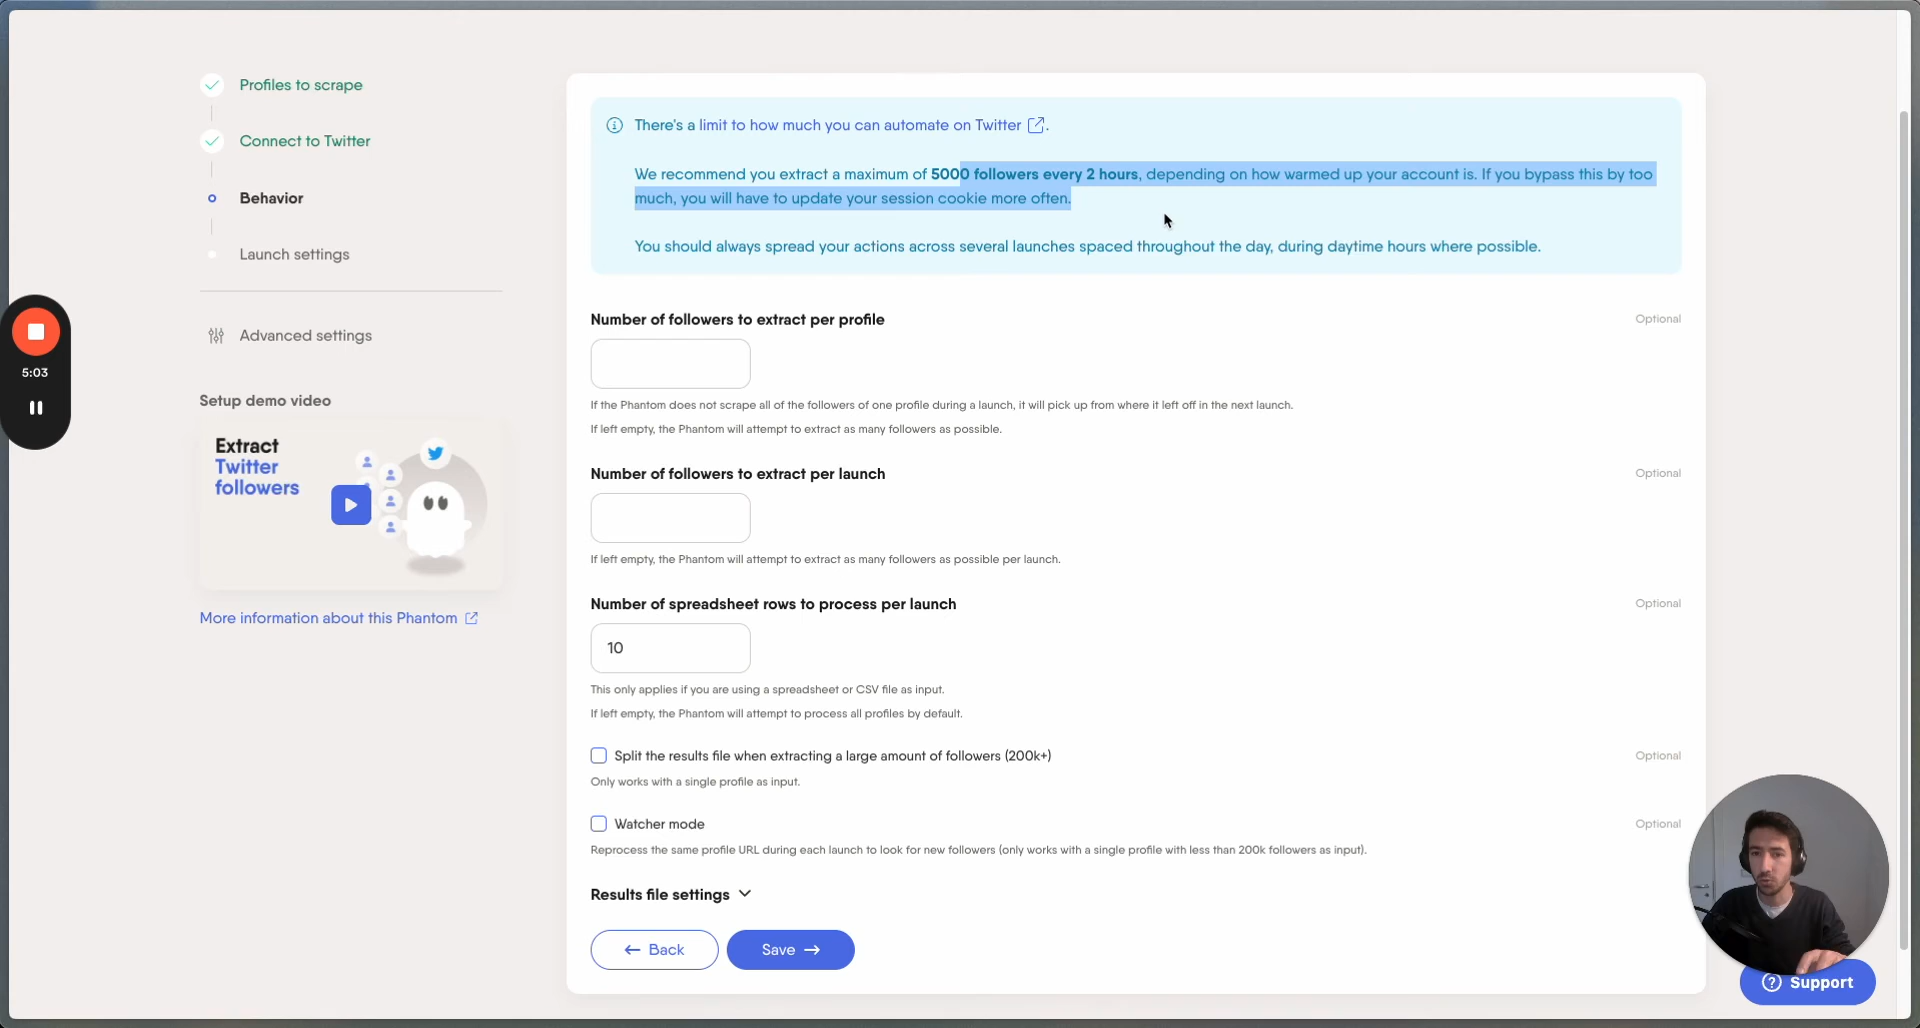 Profiles to scrape
Connect to Twitter
Behavior
Launch settings
Advanced settings
5:03
Setup demo video
Extract
Twitter
followers
More information about this Phantom
There's a limit to how much you can automate on Twitter .
We recommend you extract a maximum of 5000 followers every 2 hours, depending on how warmed up your account is. If you bypass this by too
much, you will have to update your session cookie more often.
You should always spread your actions across several launches spaced throughout the day, during daytime hours where possible.
Number of followers to extract per profile
Optional
If the Phantom does not scrape all of the followers of one profile during a launch, it will pick up from where it left off in the next launch.
If left empty, the Phantom will attempt to extract as many followers as possible.
Number of followers to extract per launch
Optional
If left empty, the Phantom will attempt to extract as many followers as possible per launch.
Number of spreadsheet rows to process per launch
Optional
10
This only applies if you are using a spreadsheet or CSV file as input.
If left empty, the Phantom will attempt to process all profiles by default.
Split the results file when extracting a large amount of followers (200k+)
Optional
Only works with a single profile as input.
Watcher mode
Optional
Reprocess the same profile URL during each launch to look for new followers (only works with a single profile with less than 200k followers as input).
Results file settings
Back
Save
Support